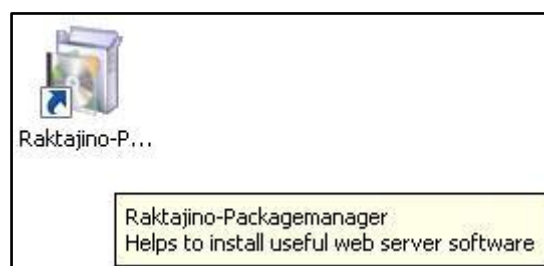 Raktajino-P...
Raktajino-Packagemanager
Helps to install useful web server software